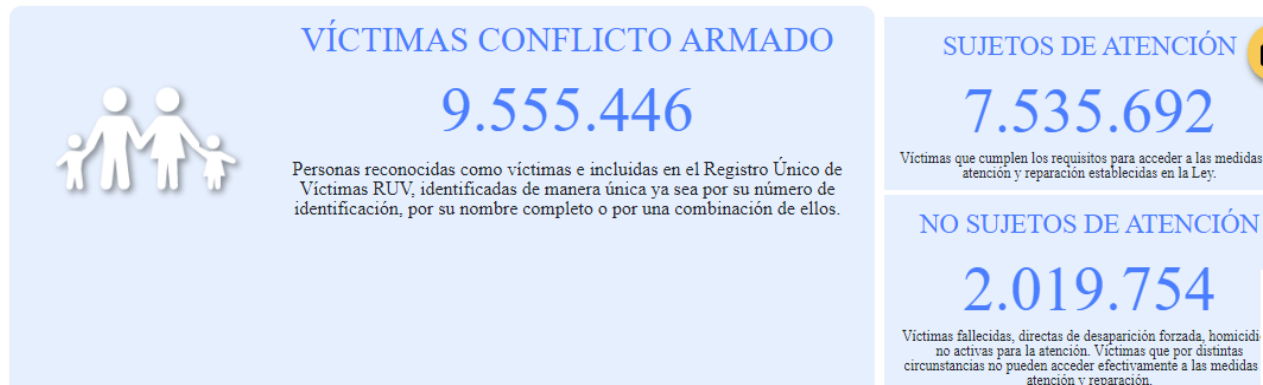 VÍCTIMAS CONFLICTO ARMADO
9.555.446
Personas reconocidas como víctimas e incluidas en el Registro Único de
Víctimas RUV, identificadas de manera única ya sea por su número de
identificación, por su nombre completo o por una combinación de ellos.
SUJETOS DE ATENCIÓN
7.535.692
Víctimas que cumplen los requisitos para acceder a las medidas
atención y reparación establecidas en la Ley.
NO SUJETOS DE ATENCIÓN
2.019.754
Víctimas fallecidas, directas de desaparición forzada,
no activas para la atención. Víctimas que por distintas
circunstancias no pueden acceder efectivamente a las medidas
atención y reparación.